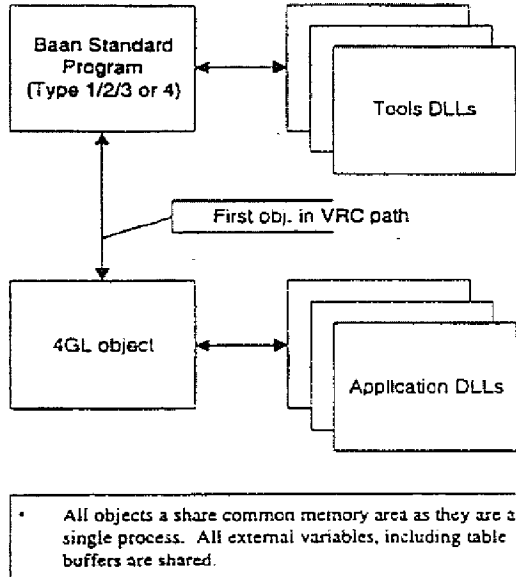 Baan Standard
Program
(Type 1/2/3 or 4)
Tools DLLs
First obj. in VRC path
4GL object
Application DLLs
• All objects a share common memory area as they are a
single process. All external variables, including table
buffers are shared.